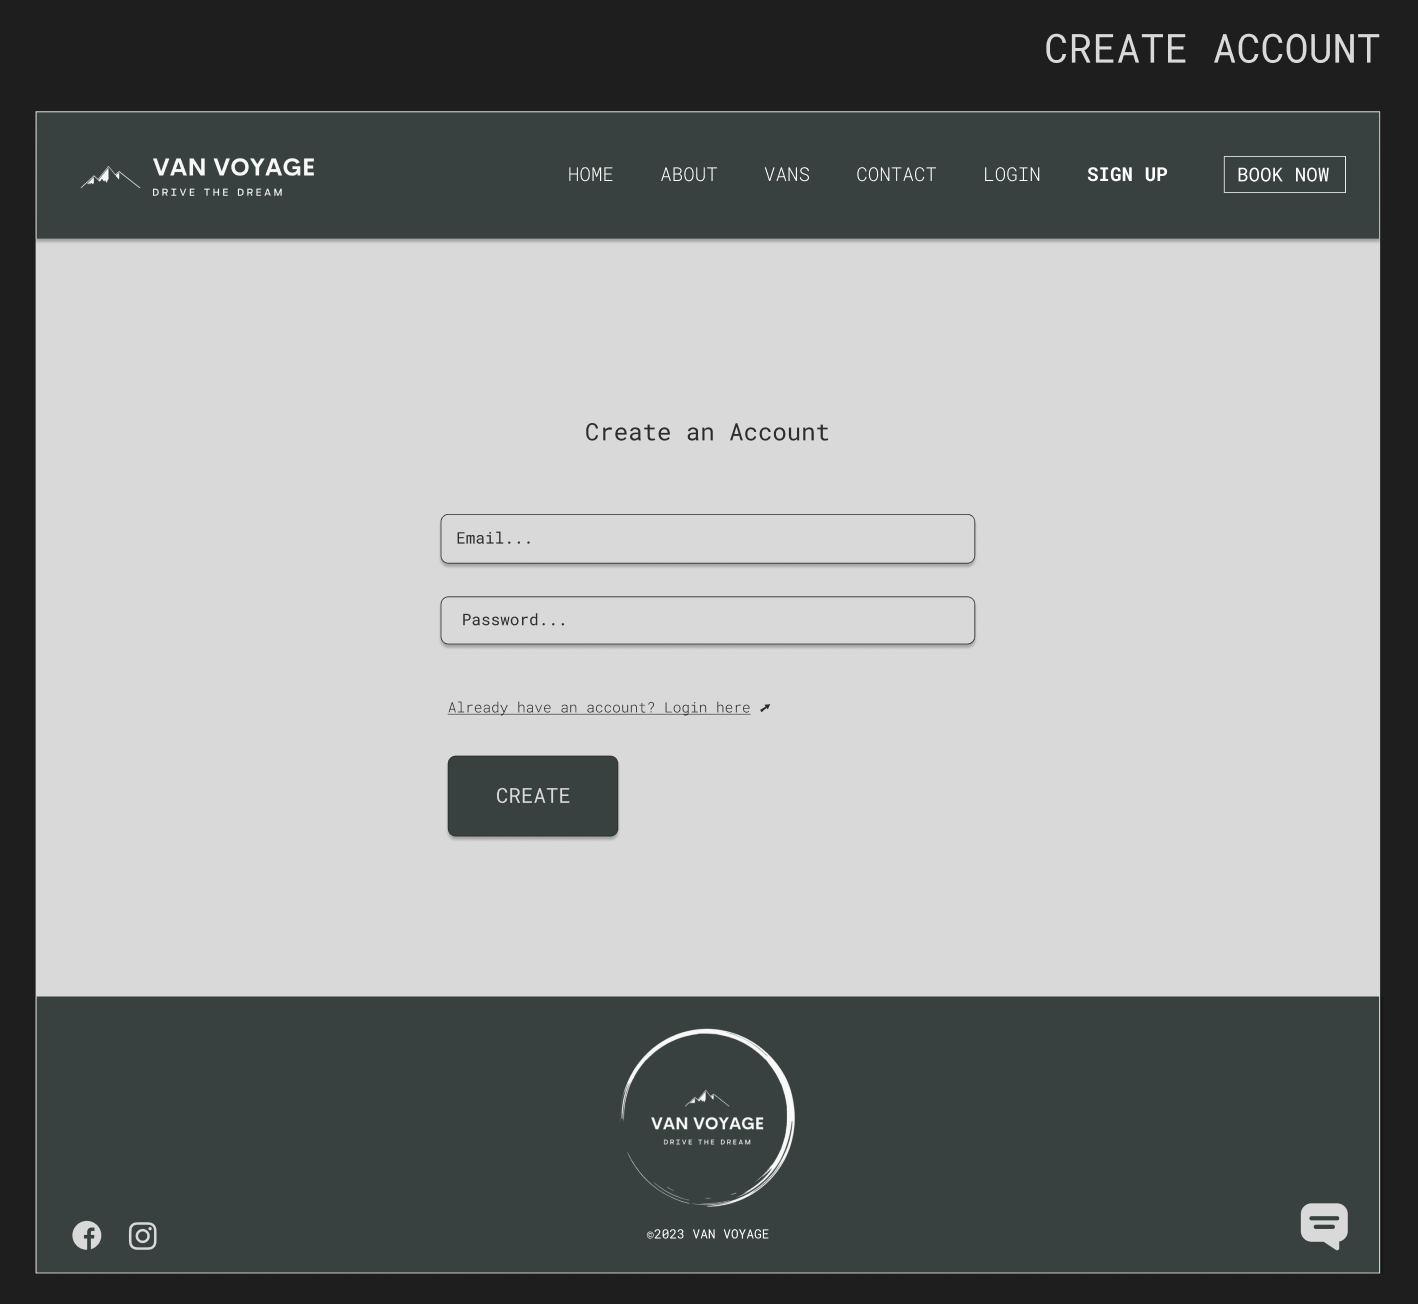 CREATE ACCOUNT
VAN VOYAGE
DRIVE THE DREAM
HOME ABOUT VANS CONTACT LOGIN SIGN UP BOOK NOW
Create an Account
Email...
Password...
Already have an account? Login here
CREATE
VAN VOYAGE
DRIVE THE DREAM
©2023 VAN VOYAGE